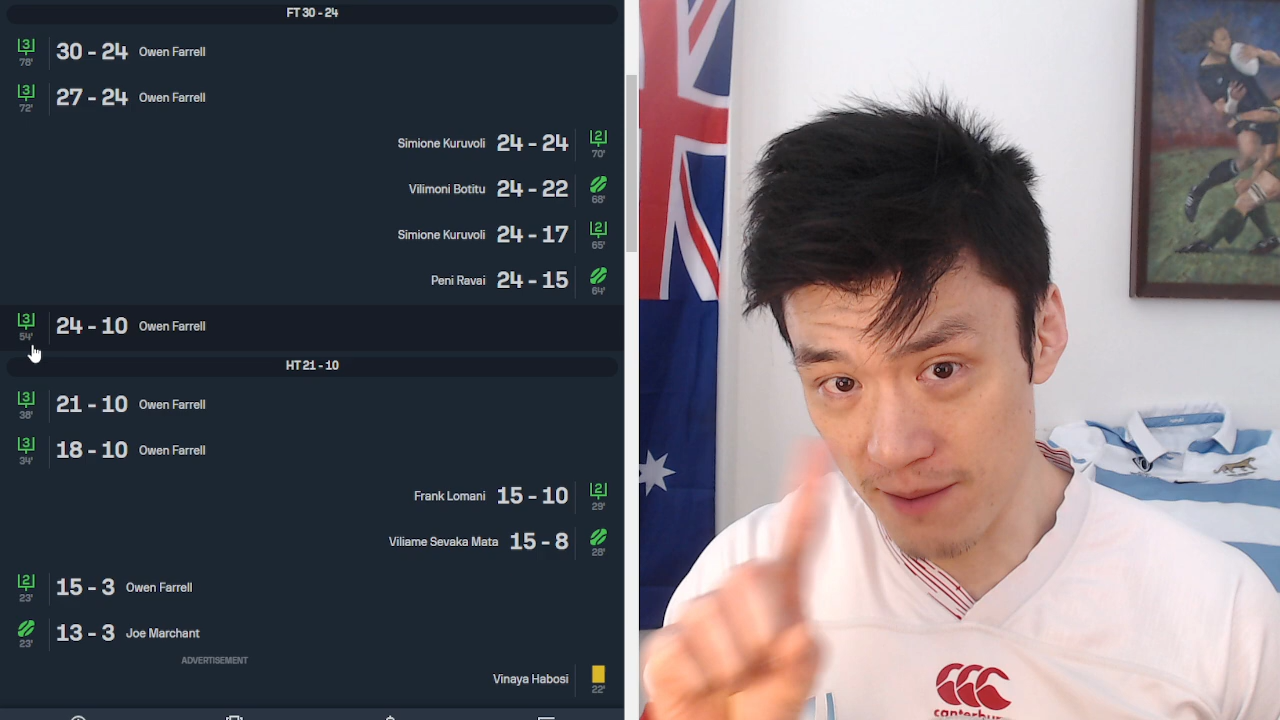 FT 30 - 24
3
78'
30 - 24 Owen Farrell
3
72'
27 - 24 Owen Farrell
Simione Kuruvoli 24 - 24
2
70'
Vilimoni Botitu 24 - 22
68'
Simione Kuruvoli 24 - 17
2
65'
Peni Ravai 24 - 15
64'
3
54'
24 - 10 Owen Farrell
HT 21 - 10
3
38'
21 - 10 Owen Farrell
3
34'
18 - 10 Owen Farrell
Frank Lomani 15 - 10
2
29'
Viliame Sevaka Mata 15 - 8
28'
2
23'
15 - 3 Owen Farrell
23'
13 - 3 Joe Marchant
ADVERTISEMENT
Vinaya Habosi
22'
canterbury